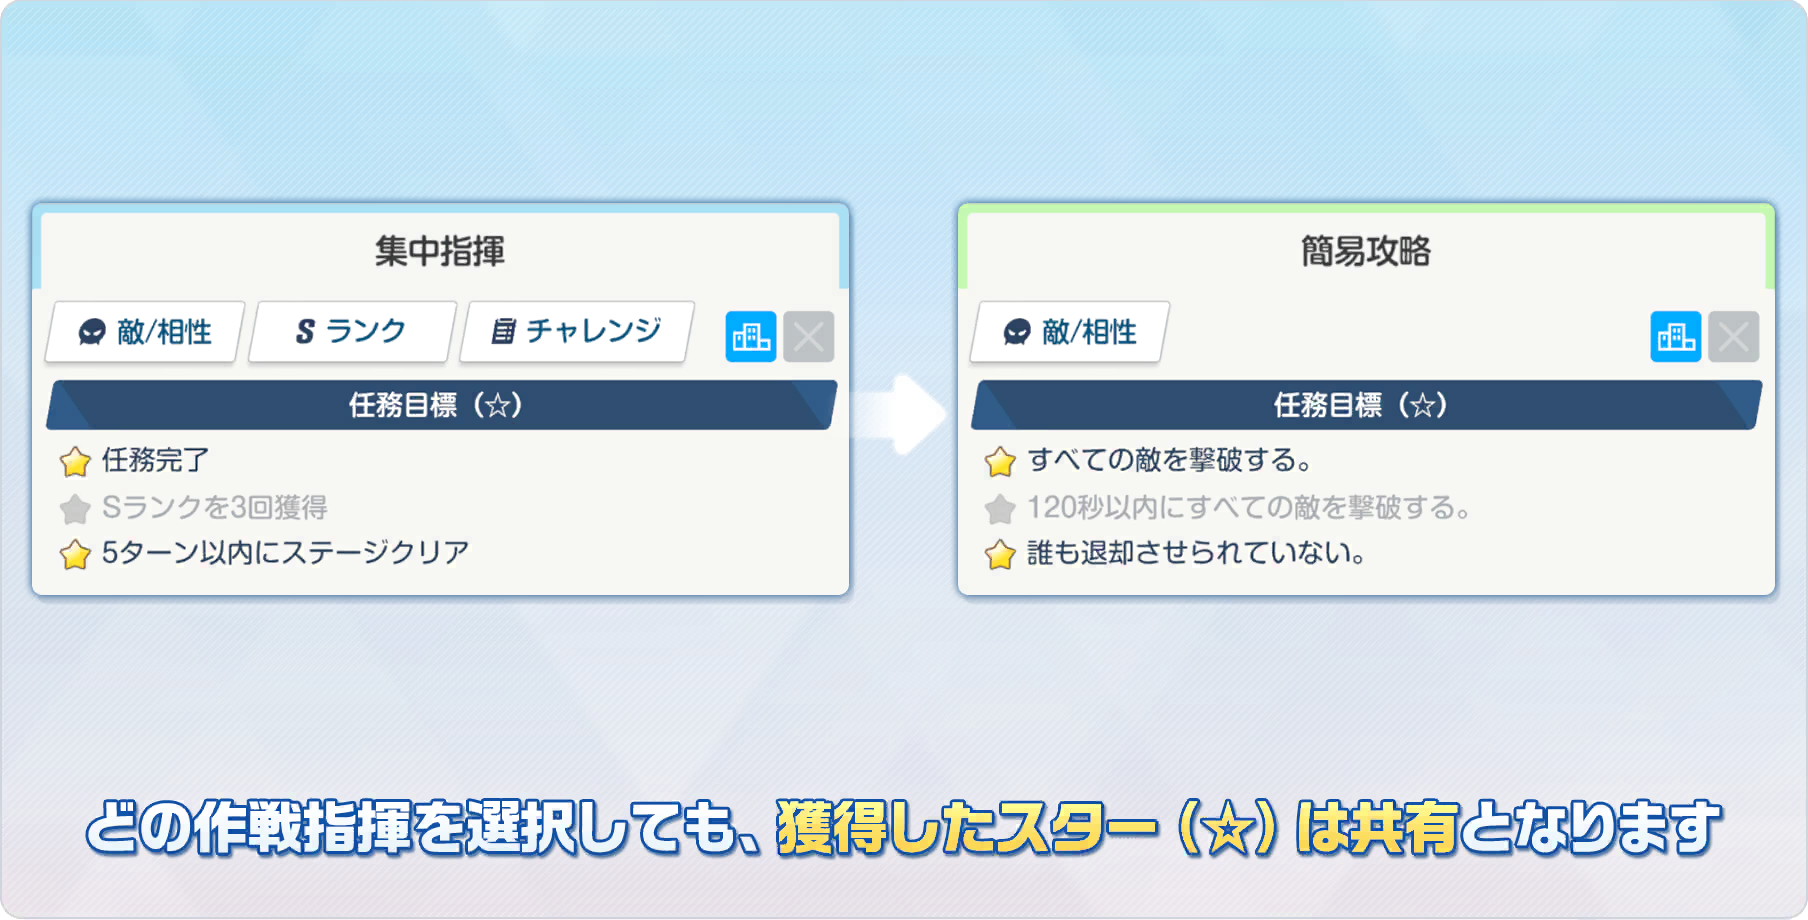 集中指揮
敵/相性
S ランク
チャレンジ
任務目標（☆）
任務完了
Sランクを3回獲得
5ターン以内にステージクリア
簡易攻略
敵/相性
任務目標（☆）
すべての敵を撃破する。
120秒以内にすべての敵を撃破する。
誰も退却させられていない。
どの作戦指揮を選択しても、獲得したスター（☆）は共有となります